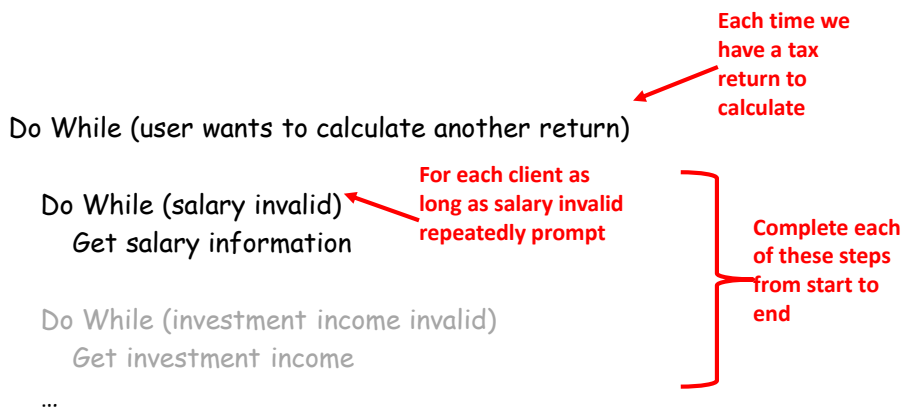 Each time we
have a tax
return to
calculate
Do While (user wants to calculate another return)
For each client as
long as salary invalid
repeatedly prompt
Do While (salary invalid)
Get salary information
Complete each
of these steps
from start to
end
Do While (investment income invalid)
Get investment income
…